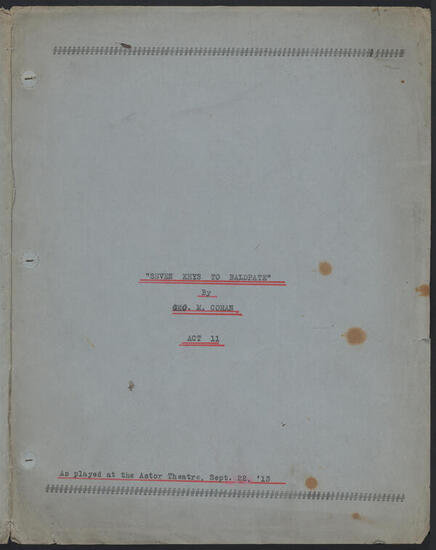 ##########################################################
"SEVEN KEYS TO BALDPATE"
By
GEO. M. COHAN
ACT 11
As played at the Astor Theatre, Sept. 22, '13
##########################################################